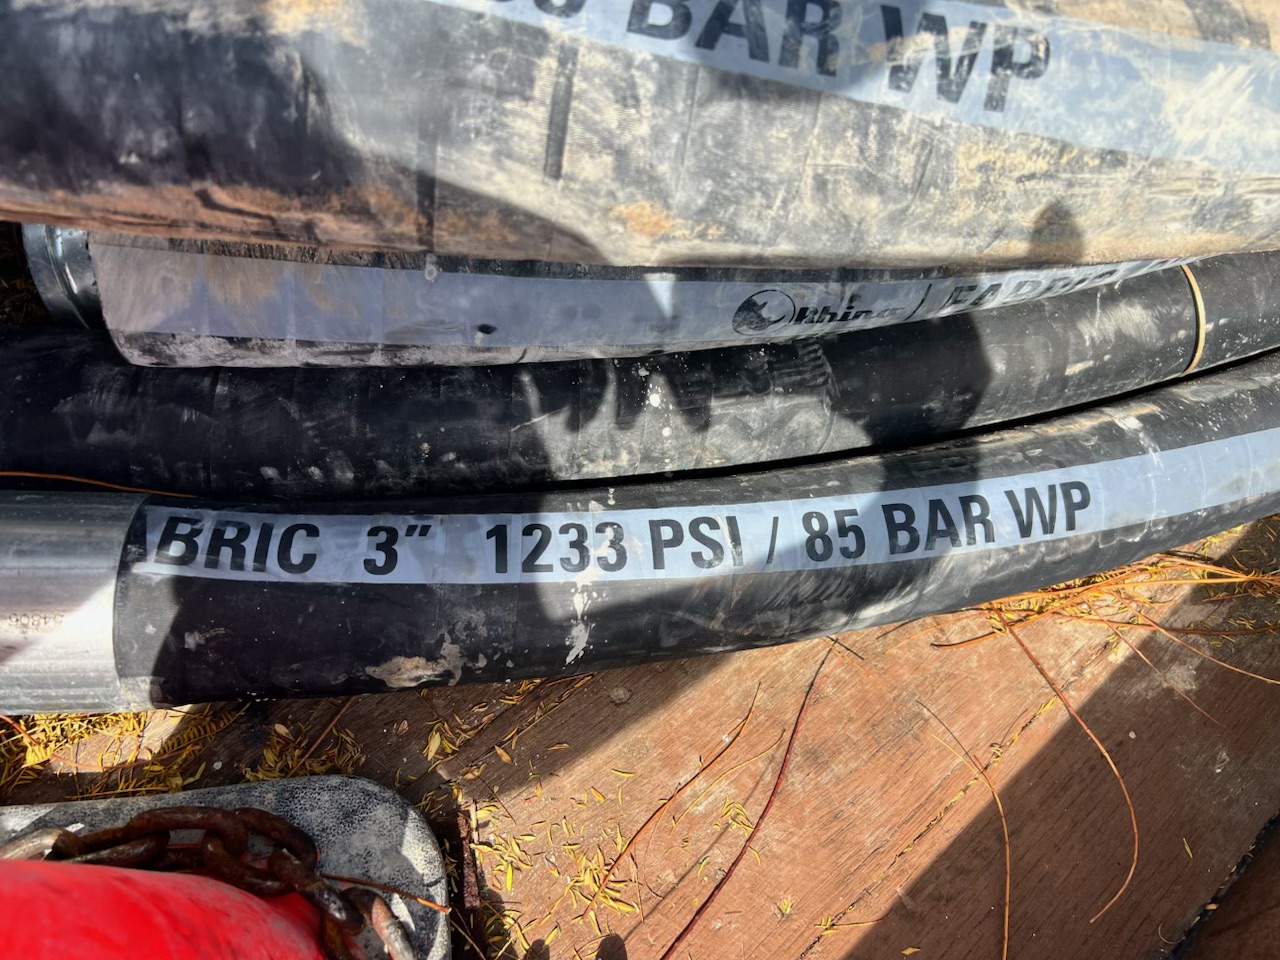 BAR WP
Rhino
BRIC 3" 1233 PSI / 85 BAR WP